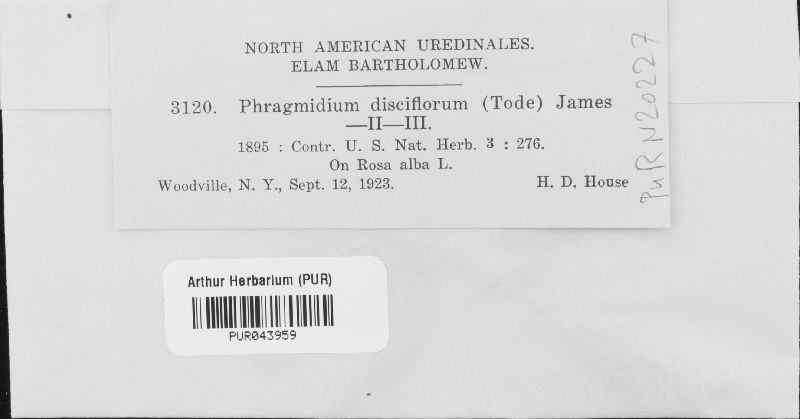 NORTH AMERICAN UREDINALES.
ELAM BARTHOLOMEW.
3120. Phragmidium disciflorum (Tode) James
—II—III.
1895 : Contr. U. S. Nat. Herb. 3 : 276.
On Rosa alba L.
Woodville, N. Y., Sept. 12, 1923. H. D. House
PUR N20227
Arthur Herbarium (PUR)
PUR043959